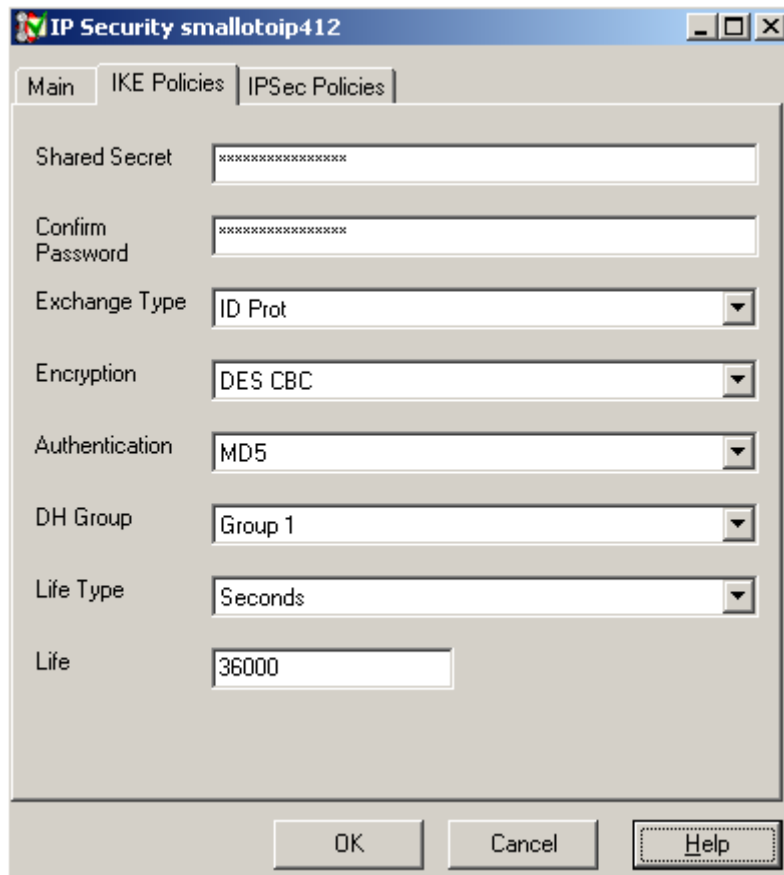 IP Security smallotoip412
Main IKE Policies IPSec Policies
Shared Secret ****************
Confirm
Password ****************
Exchange Type ID Prot
Encryption DES CBC
Authentication MD5
DH Group Group 1
Life Type Seconds
Life 36000
OK Cancel Help